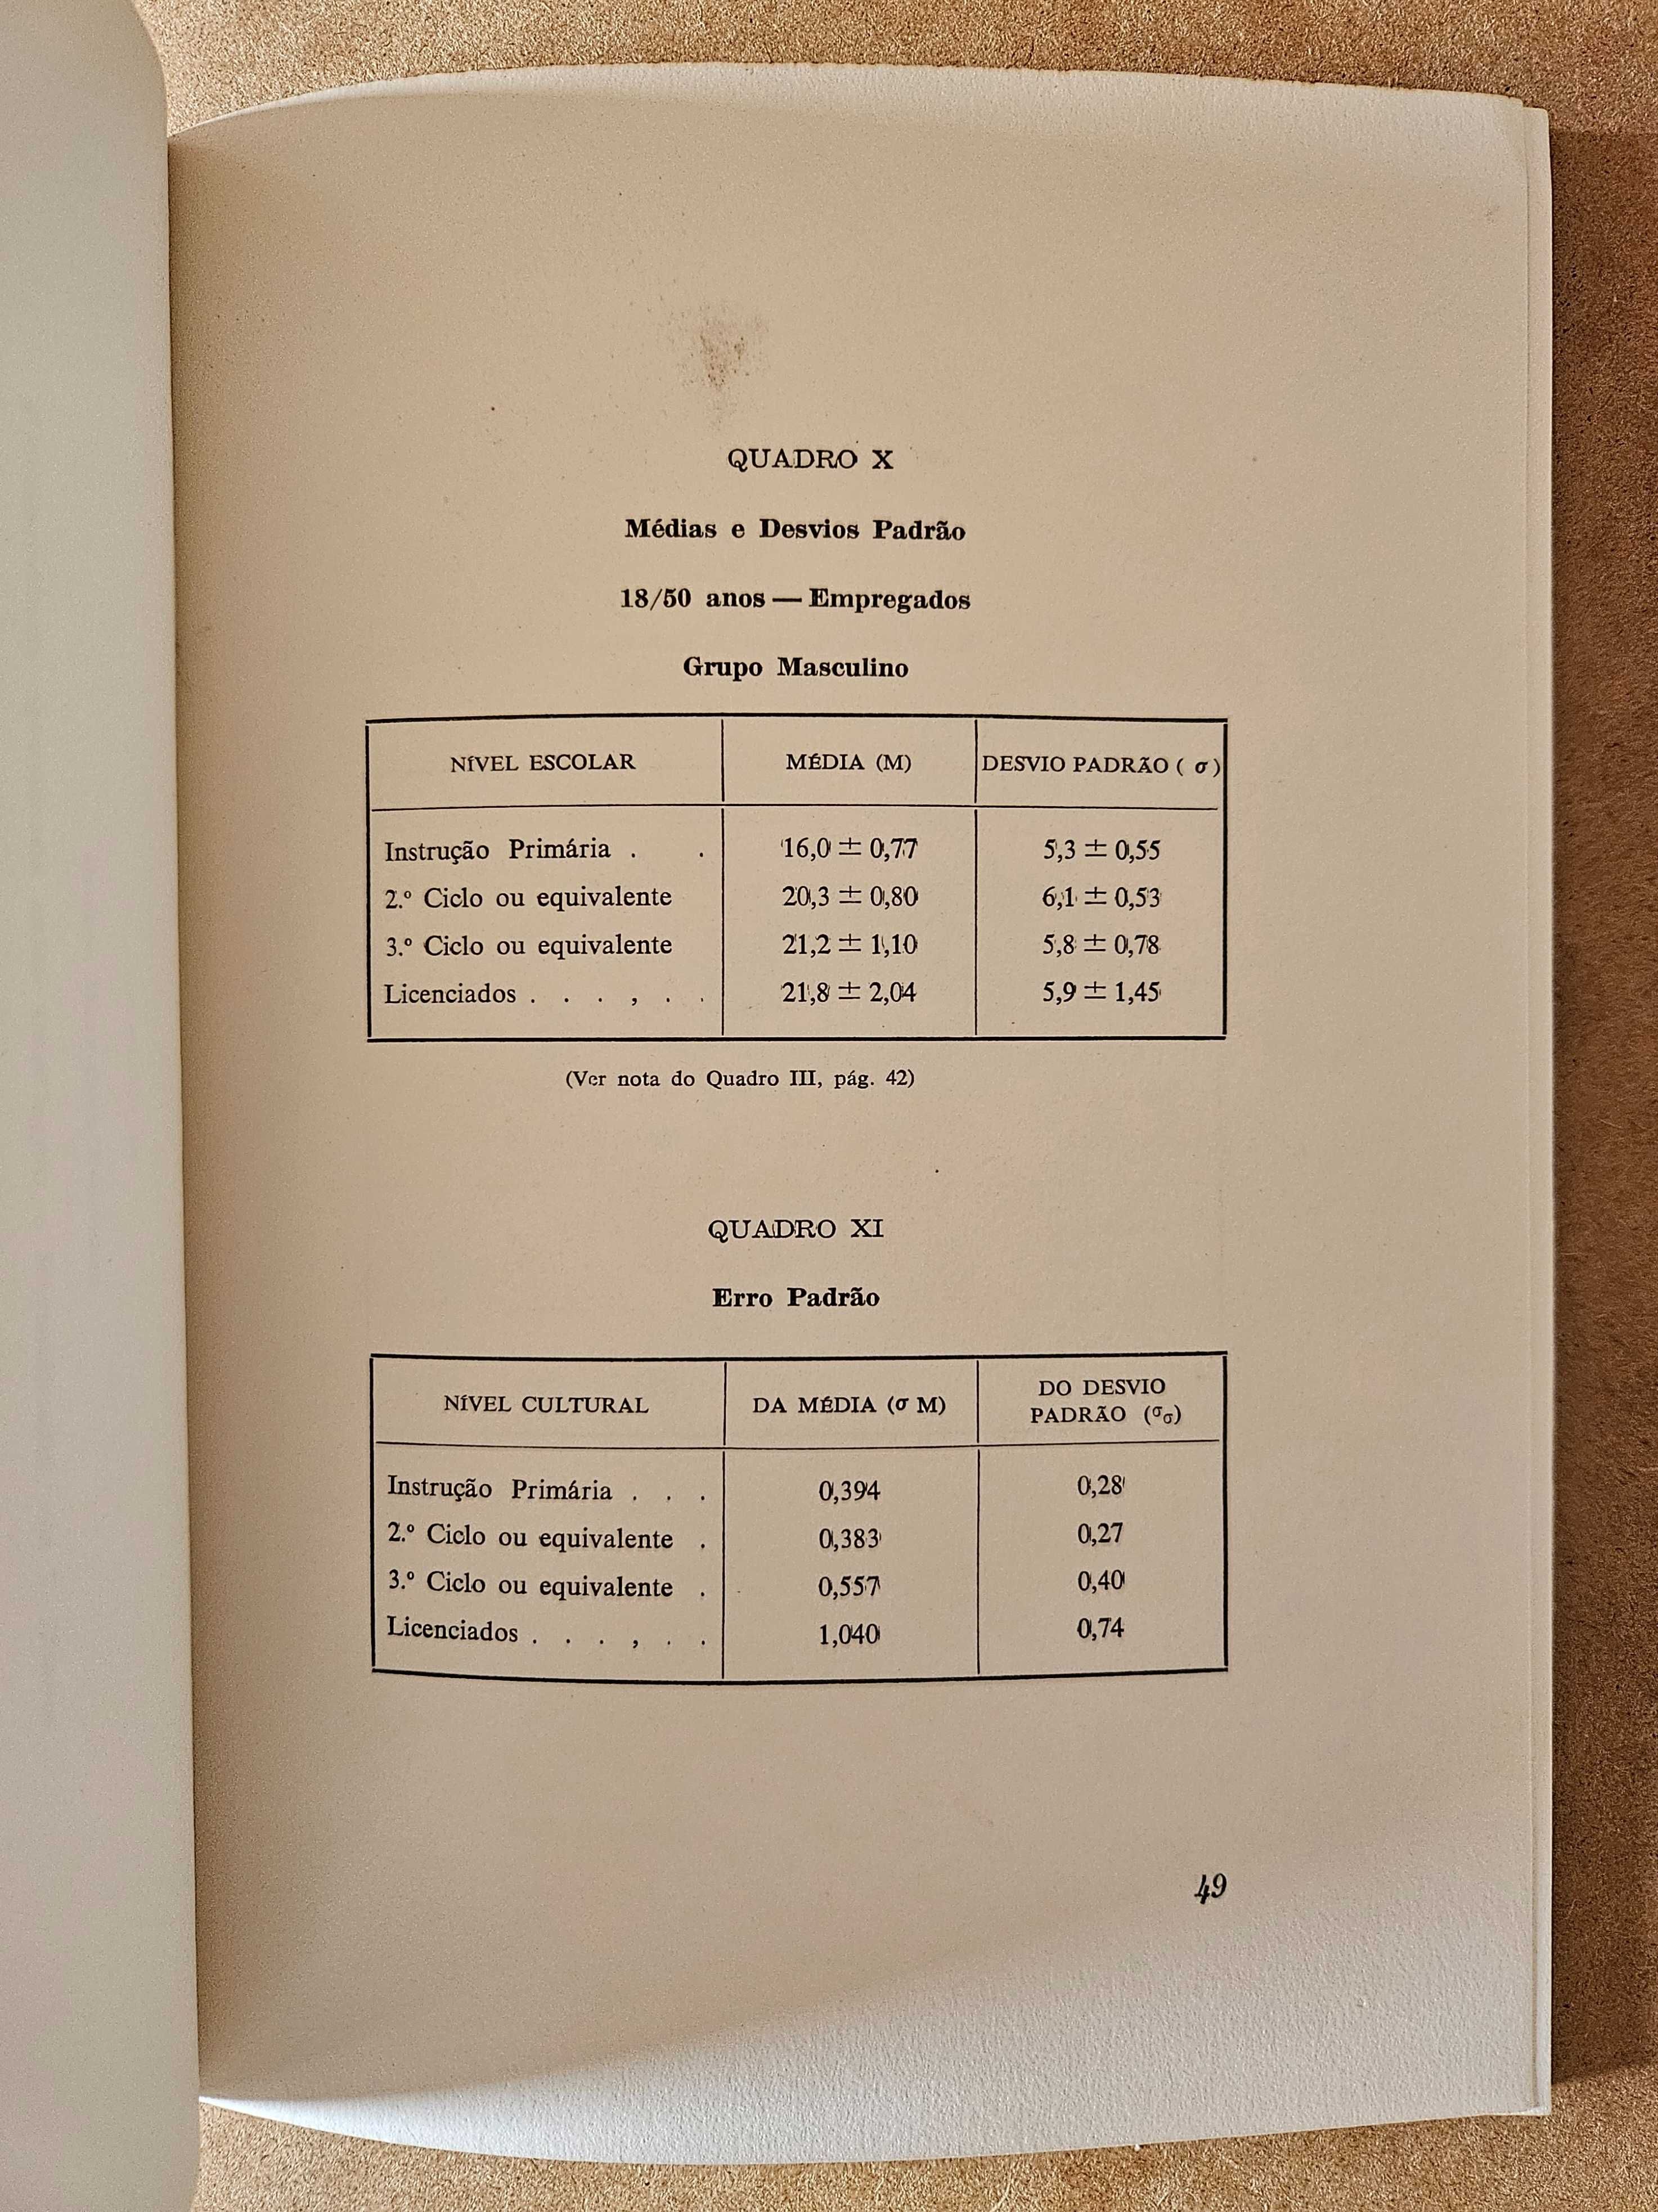 QUADRO X
Médias e Desvios Padrão
18/50 anos — Empregados
Grupo Masculino
NÍVEL ESCOLAR MÉDIA (M) DESVIO PADRÃO ( σ )
Instrução Primária . . 16,0 ± 0,77 5,3 ± 0,55
2.º Ciclo ou equivalente 20,3 ± 0,80 6,1 ± 0,53
3.º Ciclo ou equivalente 21,2 ± 1,10 5,8 ± 0,78
Licenciados . . . , . . 21,8 ± 2,04 5,9 ± 1,45
(Ver nota do Quadro III, pág. 42)
QUADRO XI
Erro Padrão
NÍVEL CULTURAL DA MÉDIA (σ M) DO DESVIO
PADRÃO (σσ)
Instrução Primária . . . 0,394 0,28
2.º Ciclo ou equivalente . 0,383 0,27
3.º Ciclo ou equivalente . 0,557 0,40
Licenciados . . . , . . 1,040 0,74
49